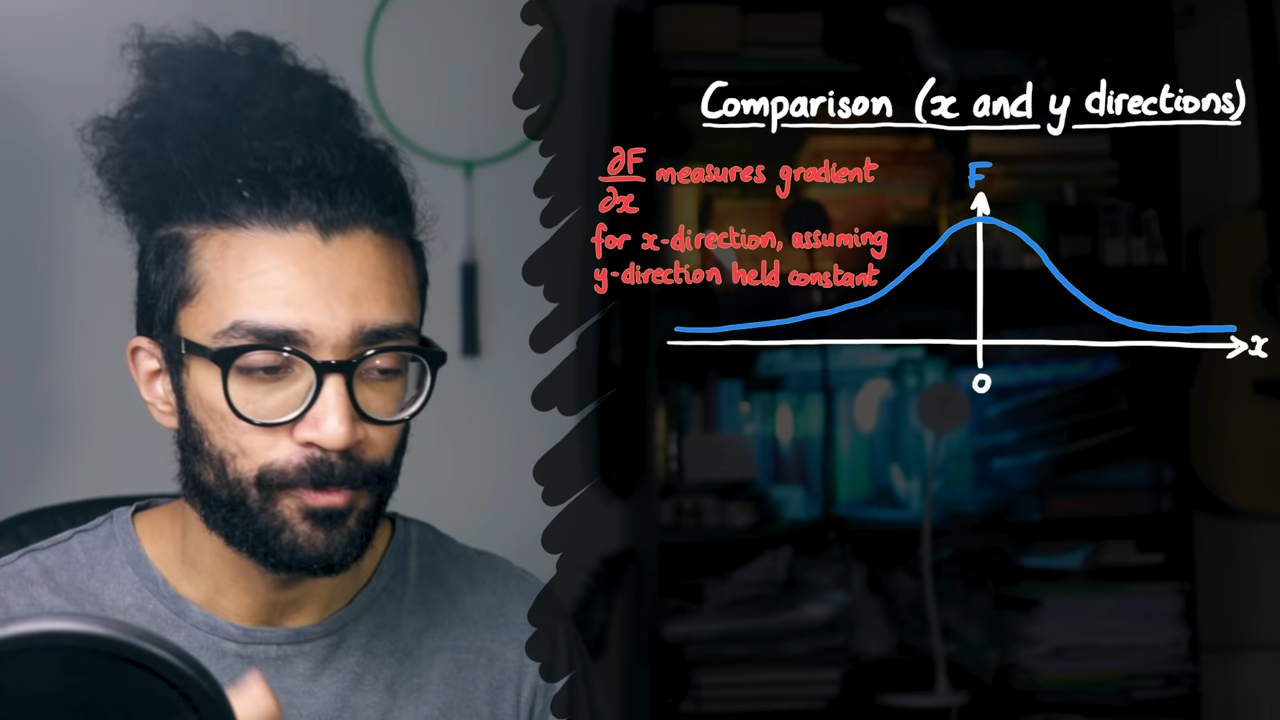 Comparison (x and y directions)
∂F/∂x measures gradient
for x-direction, assuming
y-direction held constant
F
x
0